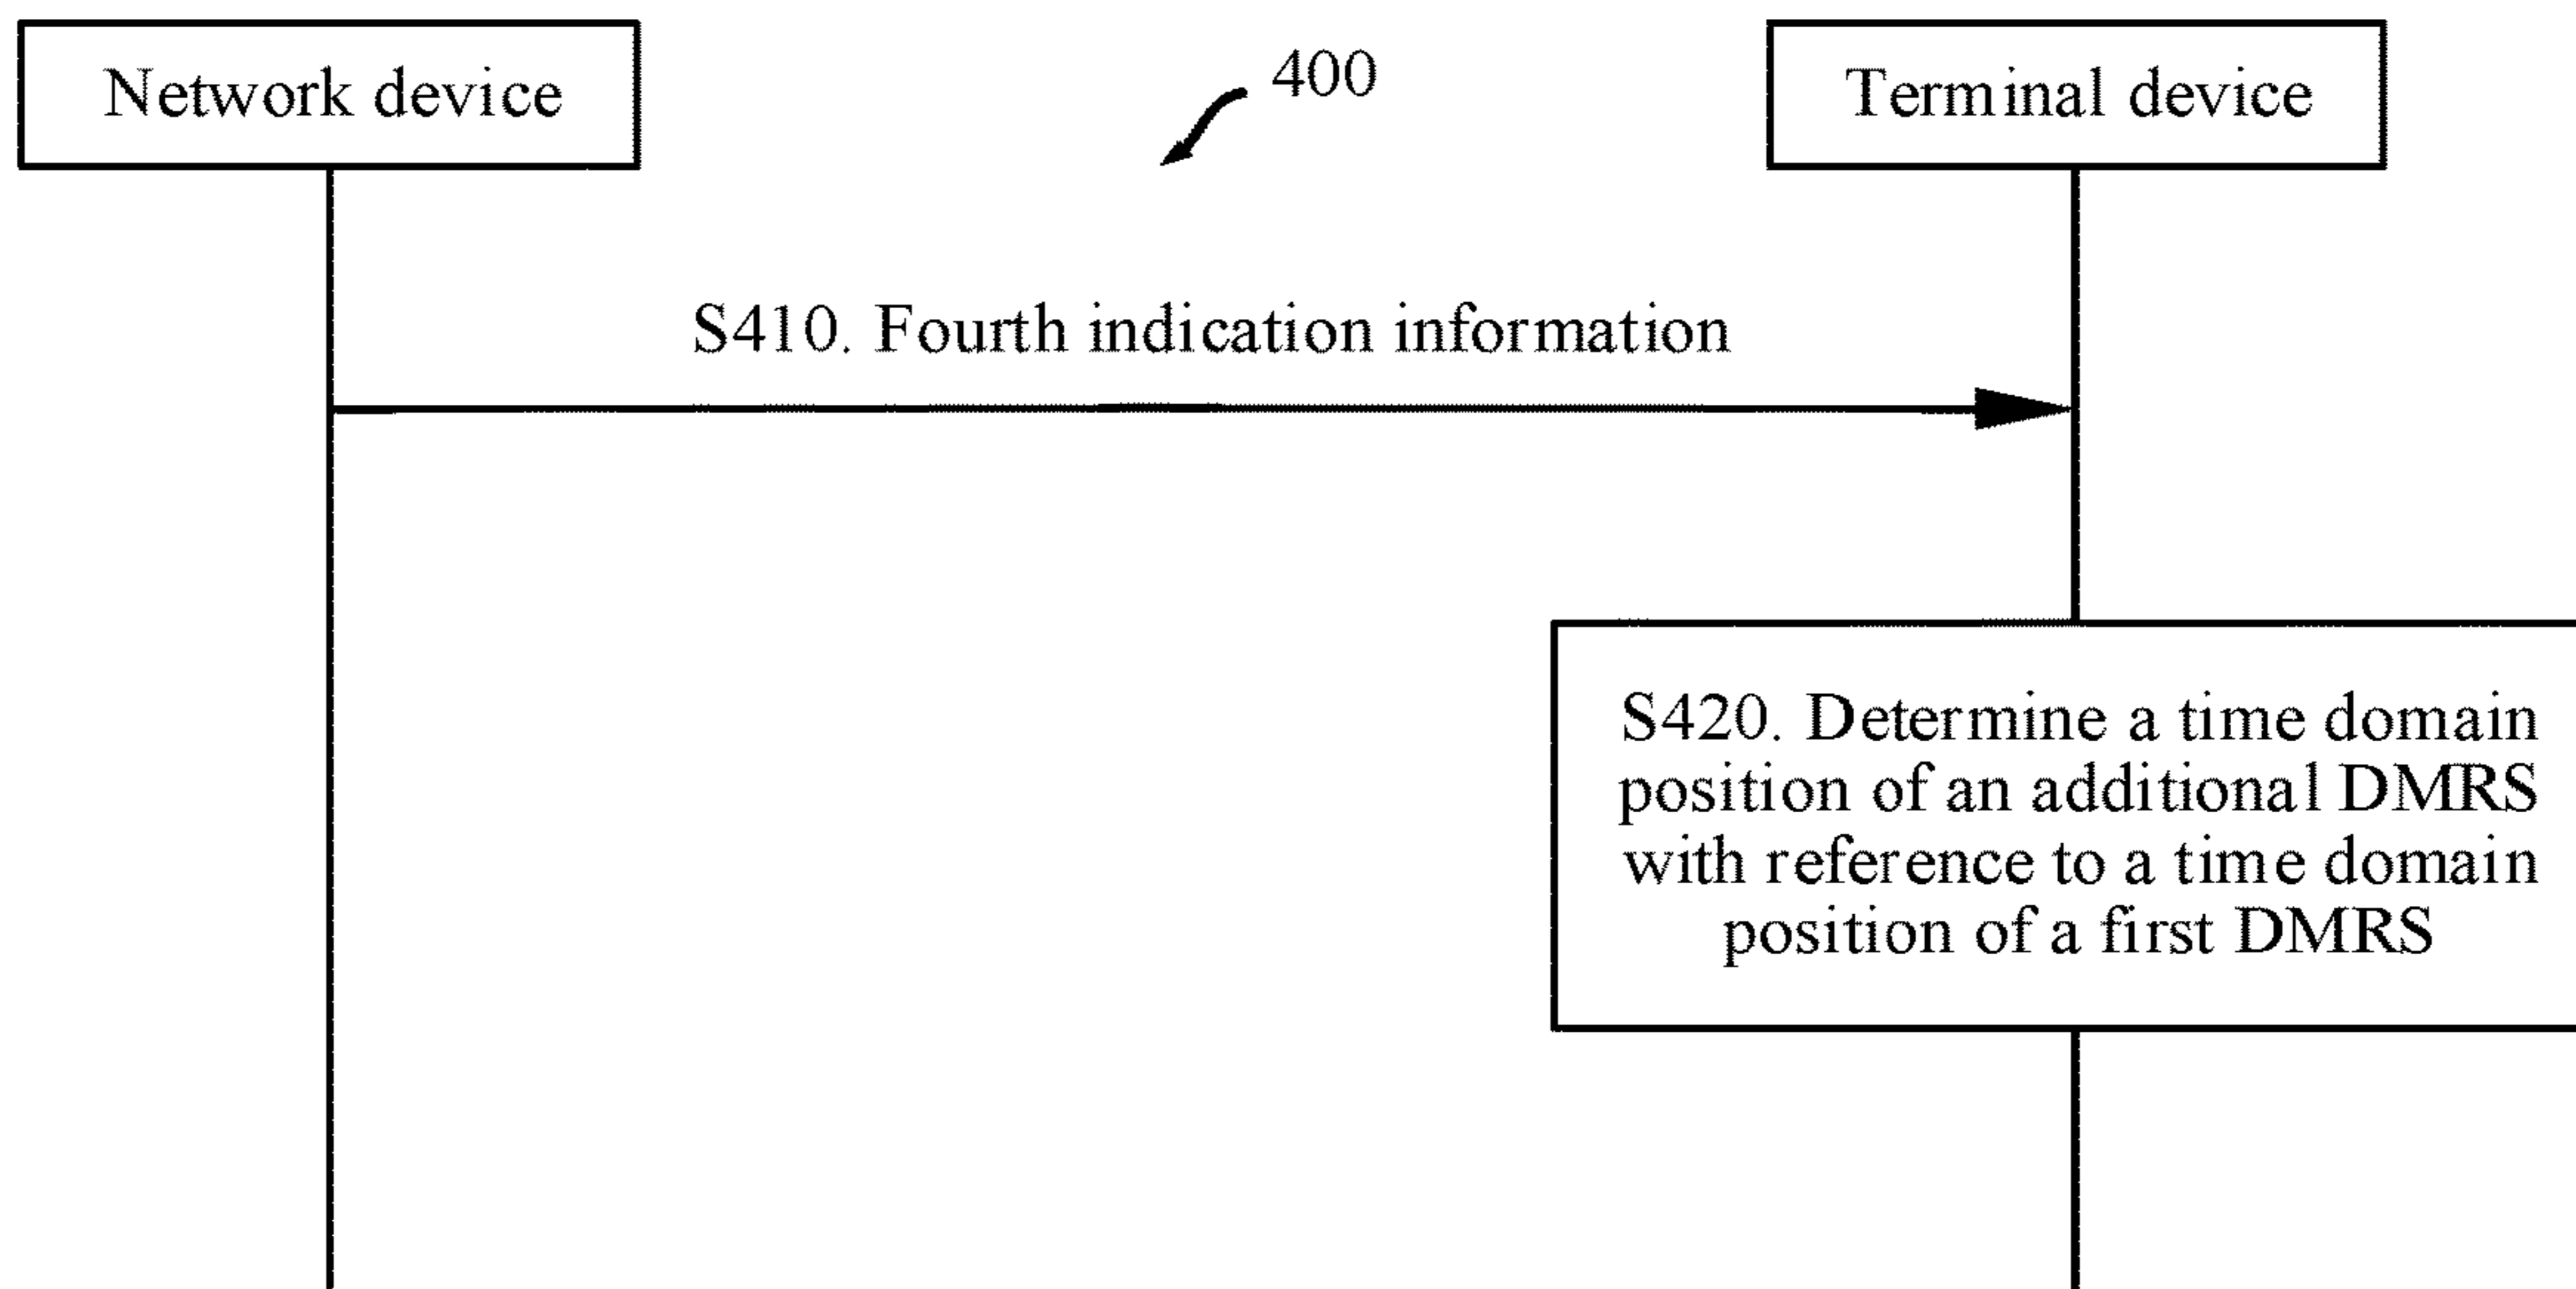 Network device
400
Terminal device
S410. Fourth indication information
S420. Determine a time domain
position of an additional DMRS
with reference to a time domain
position of a first DMRS